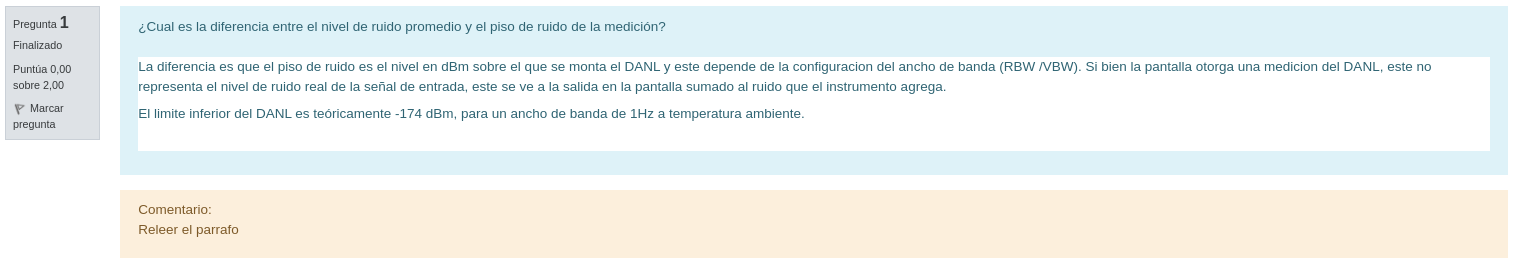 Pregunta 1
Finalizado
Puntúa 0,00
sobre 2,00
Marcar
pregunta
¿Cual es la diferencia entre el nivel de ruido promedio y el piso de ruido de la medición?
La diferencia es que el piso de ruido es el nivel en dBm sobre el que se monta el DANL y este depende de la configuracion del ancho de banda (RBW /VBW). Si bien la pantalla otorga una medicion del DANL, este no
representa el nivel de ruido real de la señal de entrada, este se ve a la salida en la pantalla sumado al ruido que el instrumento agrega.
El limite inferior del DANL es teóricamente -174 dBm, para un ancho de banda de 1Hz a temperatura ambiente.
Comentario:
Releer el parrafo